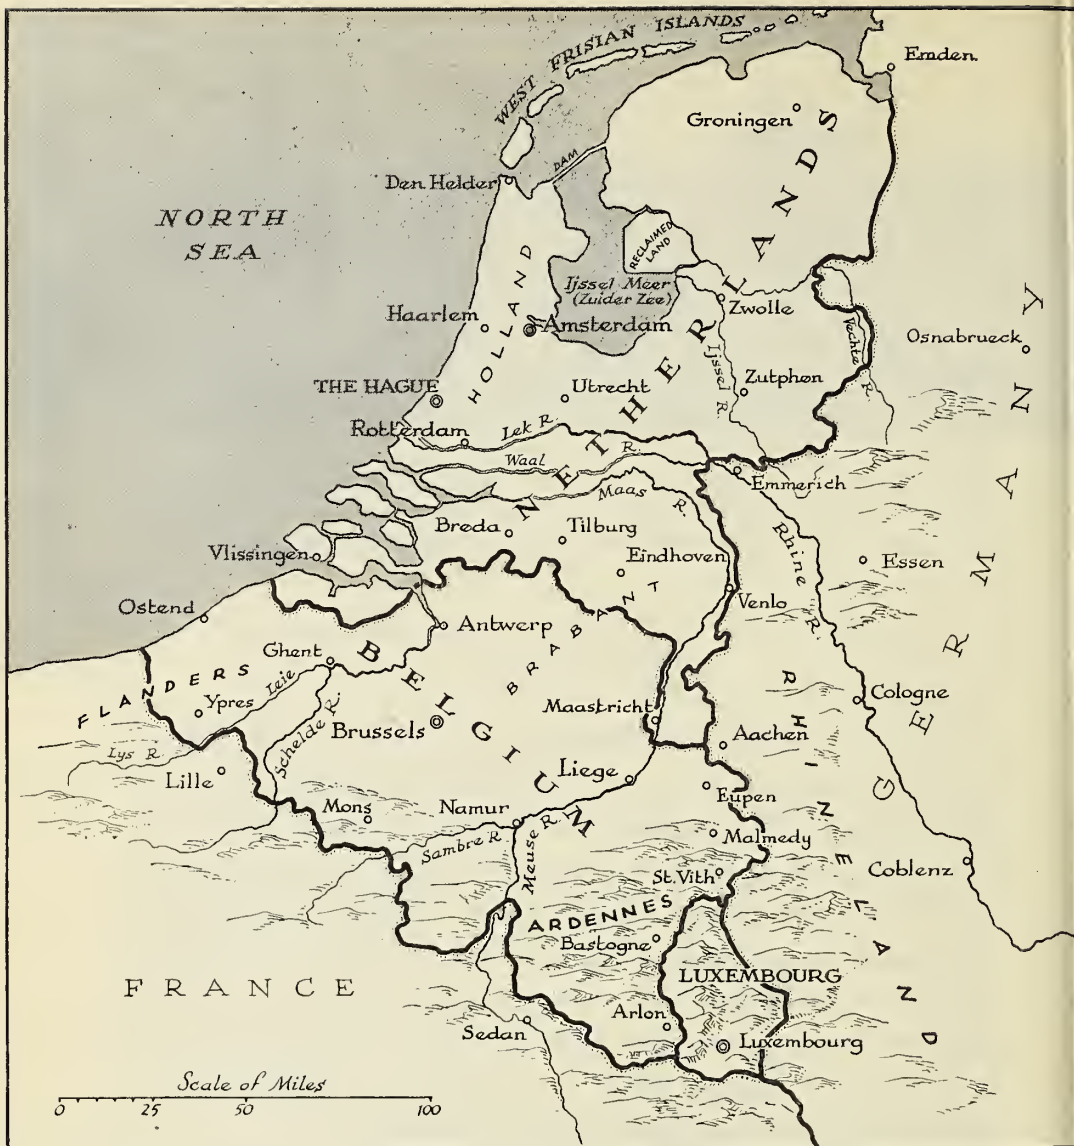 WEST FRISIAN ISLANDS
Emden
Groningen
DAM
Den Helder
NORTH
SEA
RECLAIMED
LAND
HOLLAND
Ijssel Meer
(Zuider Zee)
NETHERLANDS
Zwolle
Haarlem
Amsterdam
Ijssel R.
Vechte R.
Osnabrueck
THE HAGUE
Utrecht
Zutphen
Rotterdam
Lek R.
Waal R.
Emmerich
Maas R.
Breda
Tilburg
Rhine R.
GERMANY
Vlissingen
Eindhoven
Essen
Ostend
Venlo
Antwerp
BRABANT
Ghent
BELGIUM
FLANDERS
Leie
Ypres
Maastricht
Cologne
RHINELAND
Brussels
Schelde R.
Aachen
Lys R.
Lille
Liege
Eupen
Mons
Namur
Malmedy
Sambre R.
Meuse R.
St. Vith
Coblenz
ARDENNES
Bastogne
LUXEMBOURG
FRANCE
Arlon
Sedan
Luxembourg
Scale of Miles
0 25 50 100